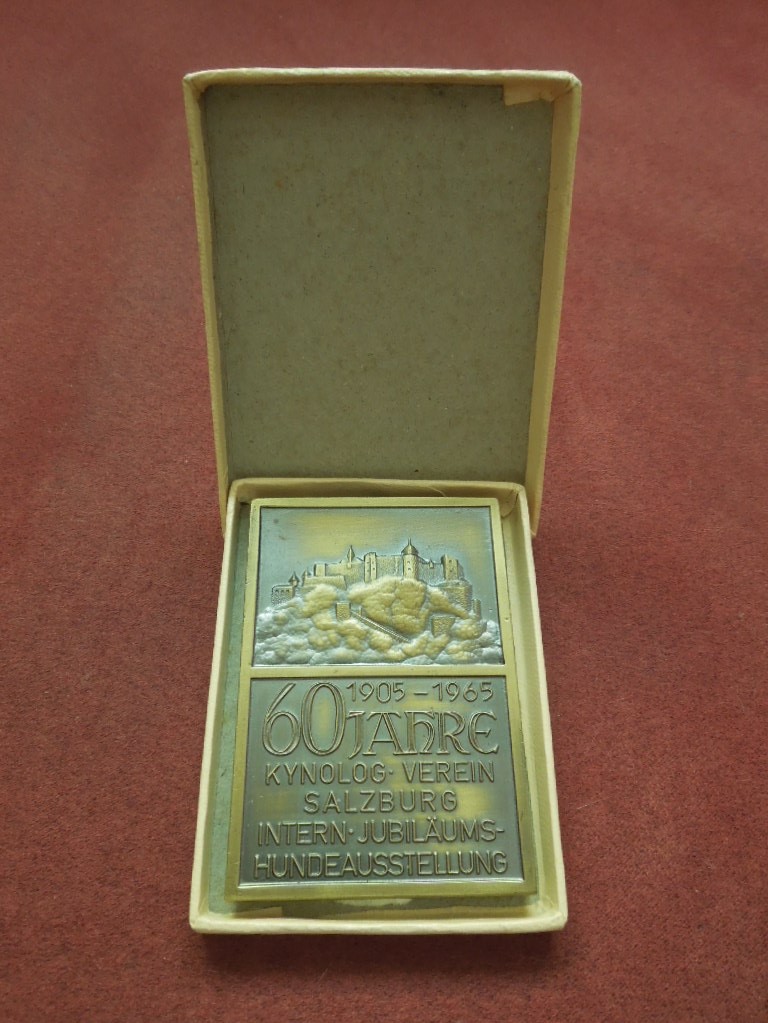 1905 – 1965
60 JAHRE
KYNOLOG · VEREIN
SALZBURG
INTERN · JUBILÄUMS-
HUNDEAUSSTELLUNG